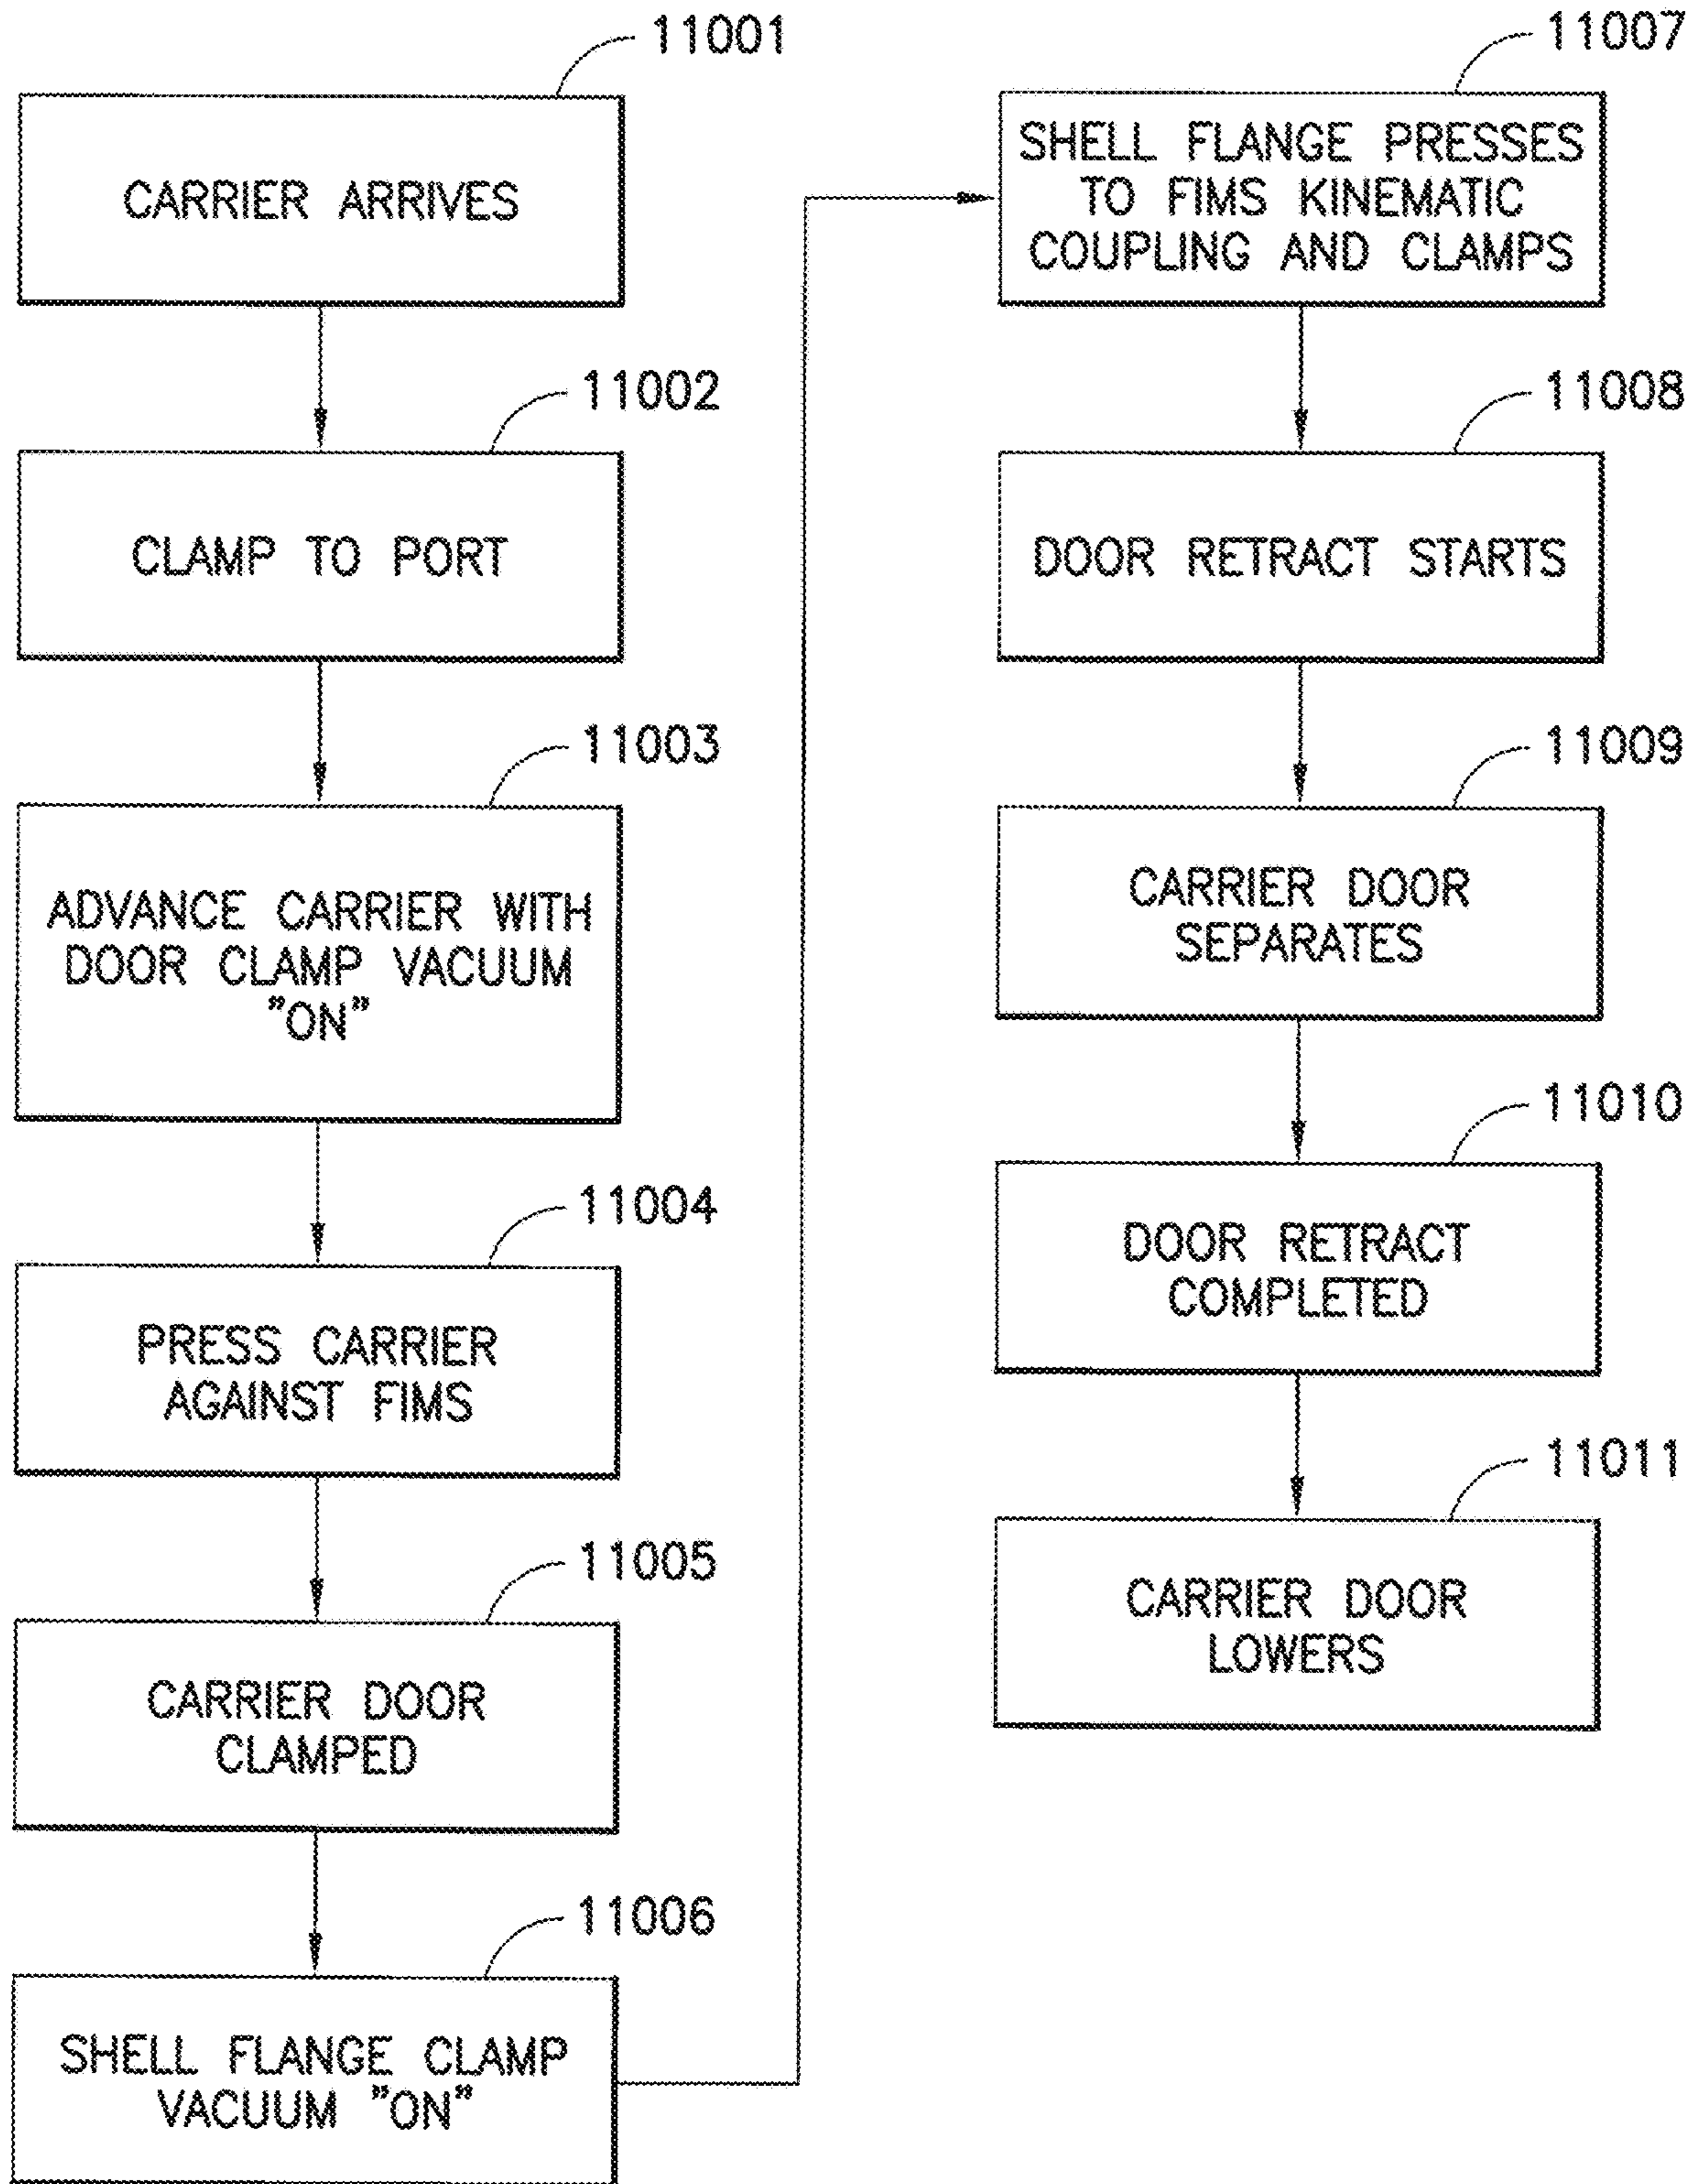 11001
CARRIER ARRIVES
11002
CLAMP TO PORT
11003
ADVANCE CARRIER WITH
DOOR CLAMP VACUUM
"ON"
11004
PRESS CARRIER
AGAINST FIMS
11005
CARRIER DOOR
CLAMPED
11006
SHELL FLANGE CLAMP
VACUUM "ON"
11007
SHELL FLANGE PRESSES
TO FIMS KINEMATIC
COUPLING AND CLAMPS
11008
DOOR RETRACT STARTS
11009
CARRIER DOOR
SEPARATES
11010
DOOR RETRACT
COMPLETED
11011
CARRIER DOOR
LOWERS